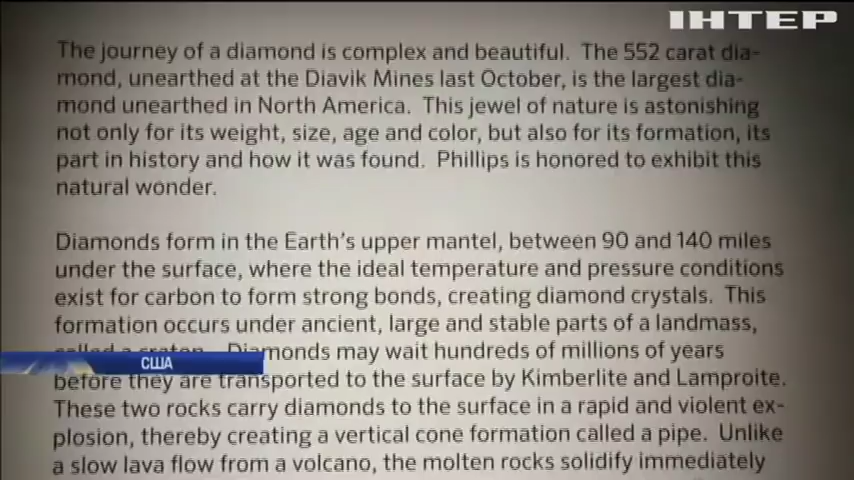 ІНТЕР
The journey of a diamond is complex and beautiful. The 552 carat dia-
mond, unearthed at the Diavik Mines last October, is the largest dia-
mond unearthed in North America. This jewel of nature is astonishing
not only for its weight, size, age and color, but also for its formation, its
part in history and how it was found. Phillips is honored to exhibit this
natural wonder.
Diamonds form in the Earth's upper mantel, between 90 and 140 miles
under the surface, where the ideal temperature and pressure conditions
exist for carbon to form strong bonds, creating diamond crystals. This
formation occurs under ancient, large and stable parts of a landmass,
called a craton. Diamonds may wait hundreds of millions of years
США
before they are transported to the surface by Kimberlite and Lamproite.
These two rocks carry diamonds to the surface in a rapid and violent ex-
plosion, thereby creating a vertical cone formation called a pipe. Unlike
a slow lava flow from a volcano, the molten rocks solidify immediately